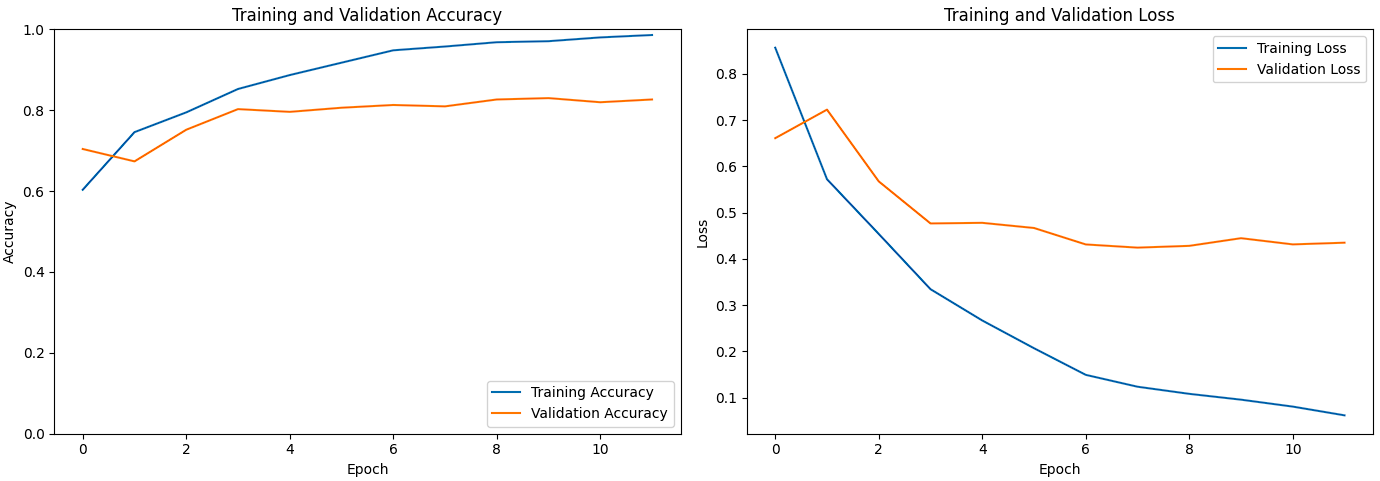 Training and Validation Accuracy
1.0
0.8
0.6
0.4
0.2
0.0
Accuracy
0 2 4 6 8 10
Epoch
Training Accuracy
Validation Accuracy
Training and Validation Loss
0.8
0.7
0.6
0.5
0.4
0.3
0.2
0.1
Loss
0 2 4 6 8 10
Epoch
Training Loss
Validation Loss